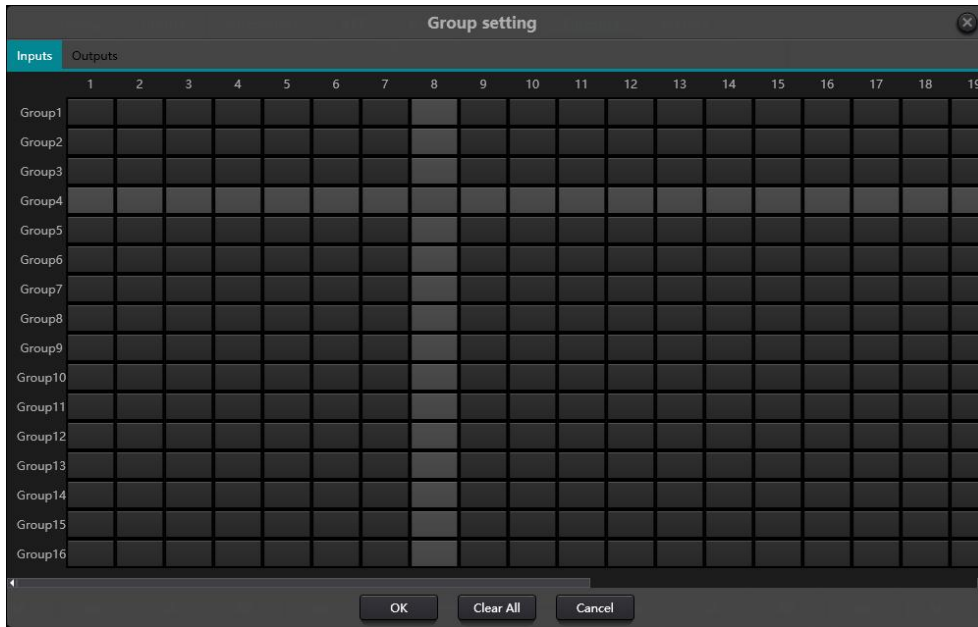 Group setting
Inputs Outputs
1 2 3 4 5 6 7 8 9 10 11 12 13 14 15 16 17 18 19
Group1
Group2
Group3
Group4
Group5
Group6
Group7
Group8
Group9
Group10
Group11
Group12
Group13
Group14
Group15
Group16
OK Clear All Cancel